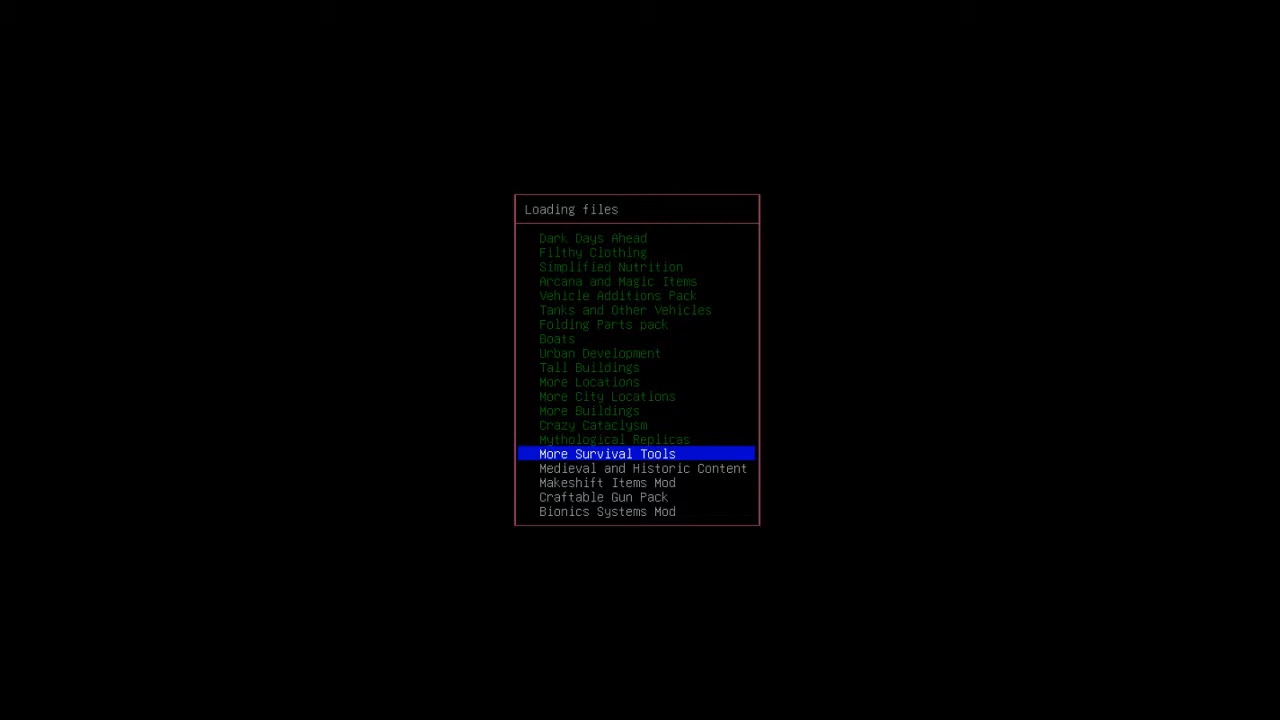 Loading files
Dark Days Ahead
Filthy Clothing
Simplified Nutrition
Arcana and Magic Items
Vehicle Additions Pack
Tanks and Other Vehicles
Folding Parts pack
Boats
Urban Development
Tall Buildings
More Locations
More City Locations
More Buildings
Crazy Cataclysm
Mythological Replicas
More Survival Tools
Medieval and Historic Content
Makeshift Items Mod
Craftable Gun Pack
Bionics Systems Mod